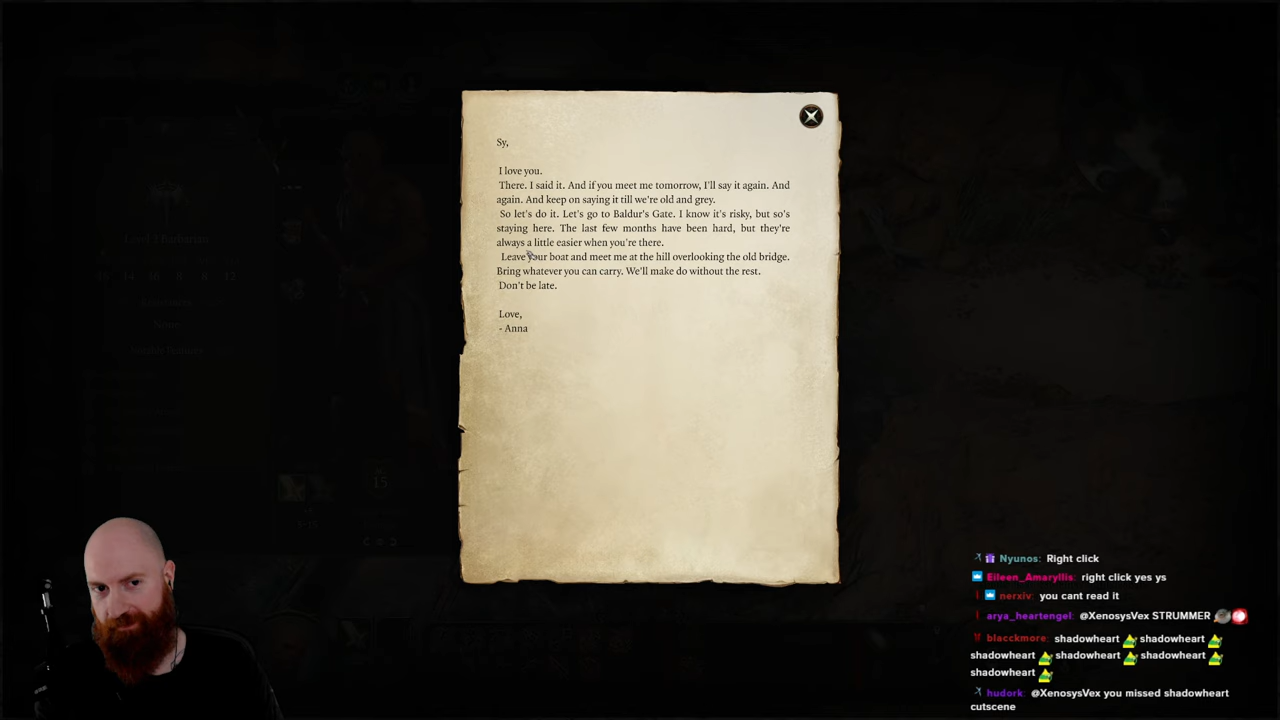 Sy,
I love you.
There. I said it. And if you meet me tomorrow, I'll say it again. And
again. And keep on saying it till we're old and grey.
So let's do it. Let's go to Baldur's Gate. I know it's risky, but so's
staying here. The last few months have been hard, but they're
always a little easier when you're there.
Leave your boat and meet me at the hill overlooking the old bridge.
Bring whatever you can carry. We'll make do without the rest.
Don't be late.
Love,
- Anna
15
Nyunos: Right click
Eileen_Amaryllis: right click yes ys
nerxiv: you cant read it
arya_heartengel: @XenosysVex STRUMMER
blacckmore: shadowheart shadowheart
shadowheart shadowheart shadowheart
shadowheart
hudork: @XenosysVex you missed shadowheart
cutscene